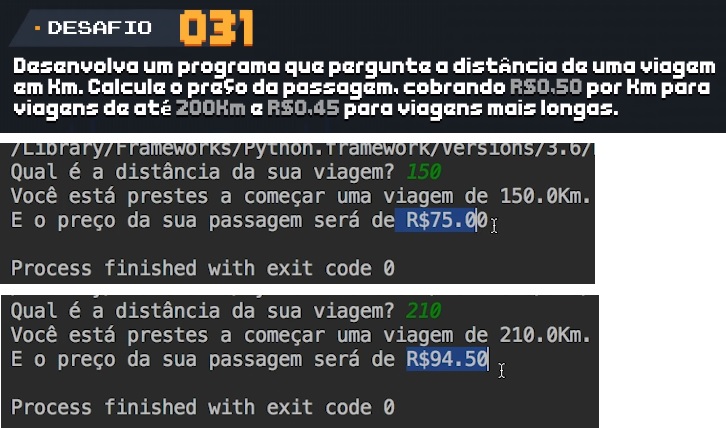 DESAFIO 031
Desenvolva um programa que pergunte a distância de uma viagem
em Km. Calcule o preço da passagem, cobrando R$0.50 por Km para
viagens de até 200Km e R$0.45 para viagens mais longas.
/Library/Frameworks/Python.framework/Versions/3.6/
Qual é a distância da sua viagem? 150
Você está prestes a começar uma viagem de 150.0Km.
E o preço da sua passagem será de R$75.00
Process finished with exit code 0
Qual é a distância da sua viagem? 210
Você está prestes a começar uma viagem de 210.0Km.
E o preço da sua passagem será de R$94.50
Process finished with exit code 0